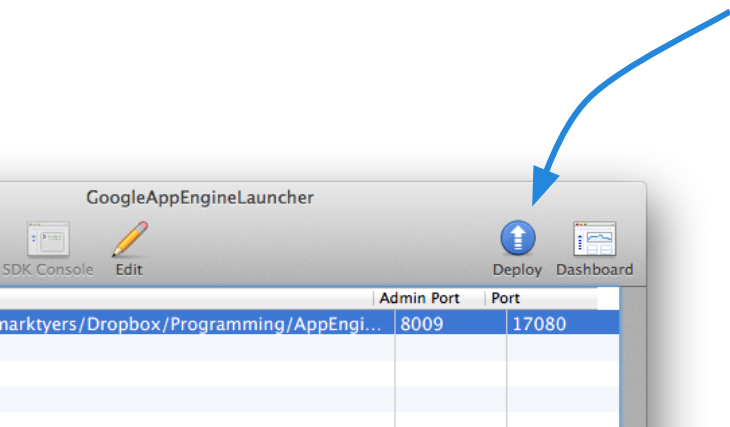 GoogleAppEngineLauncher
SDK Console Edit Deploy Dashboard
Admin Port Port
marktyers/Dropbox/Programming/AppEngi... 8009 17080